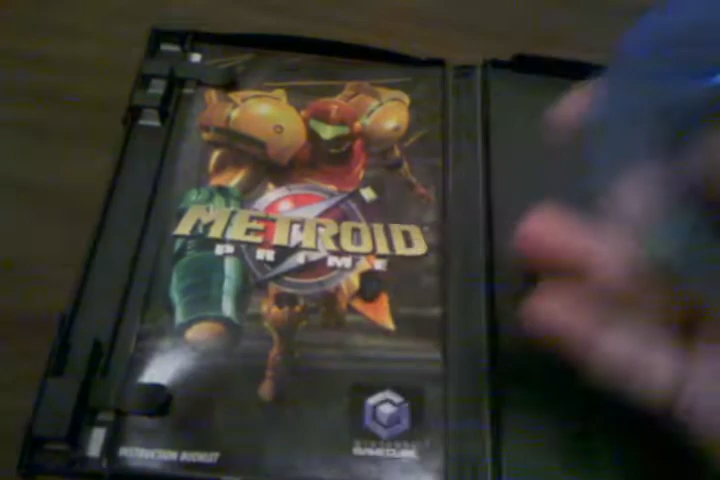 METROID
PRIME
NINTENDO
GAMECUBE
INSTRUCTION BOOKLET